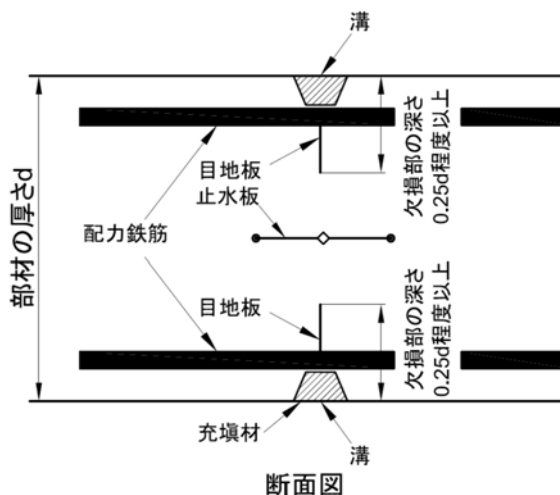 溝
部材の厚さd
配力鉄筋
目地板
止水板
欠損部の深さ
0.25d程度以上
目地板
欠損部の深さ
0.25d程度以上
充塡材
溝
断面図